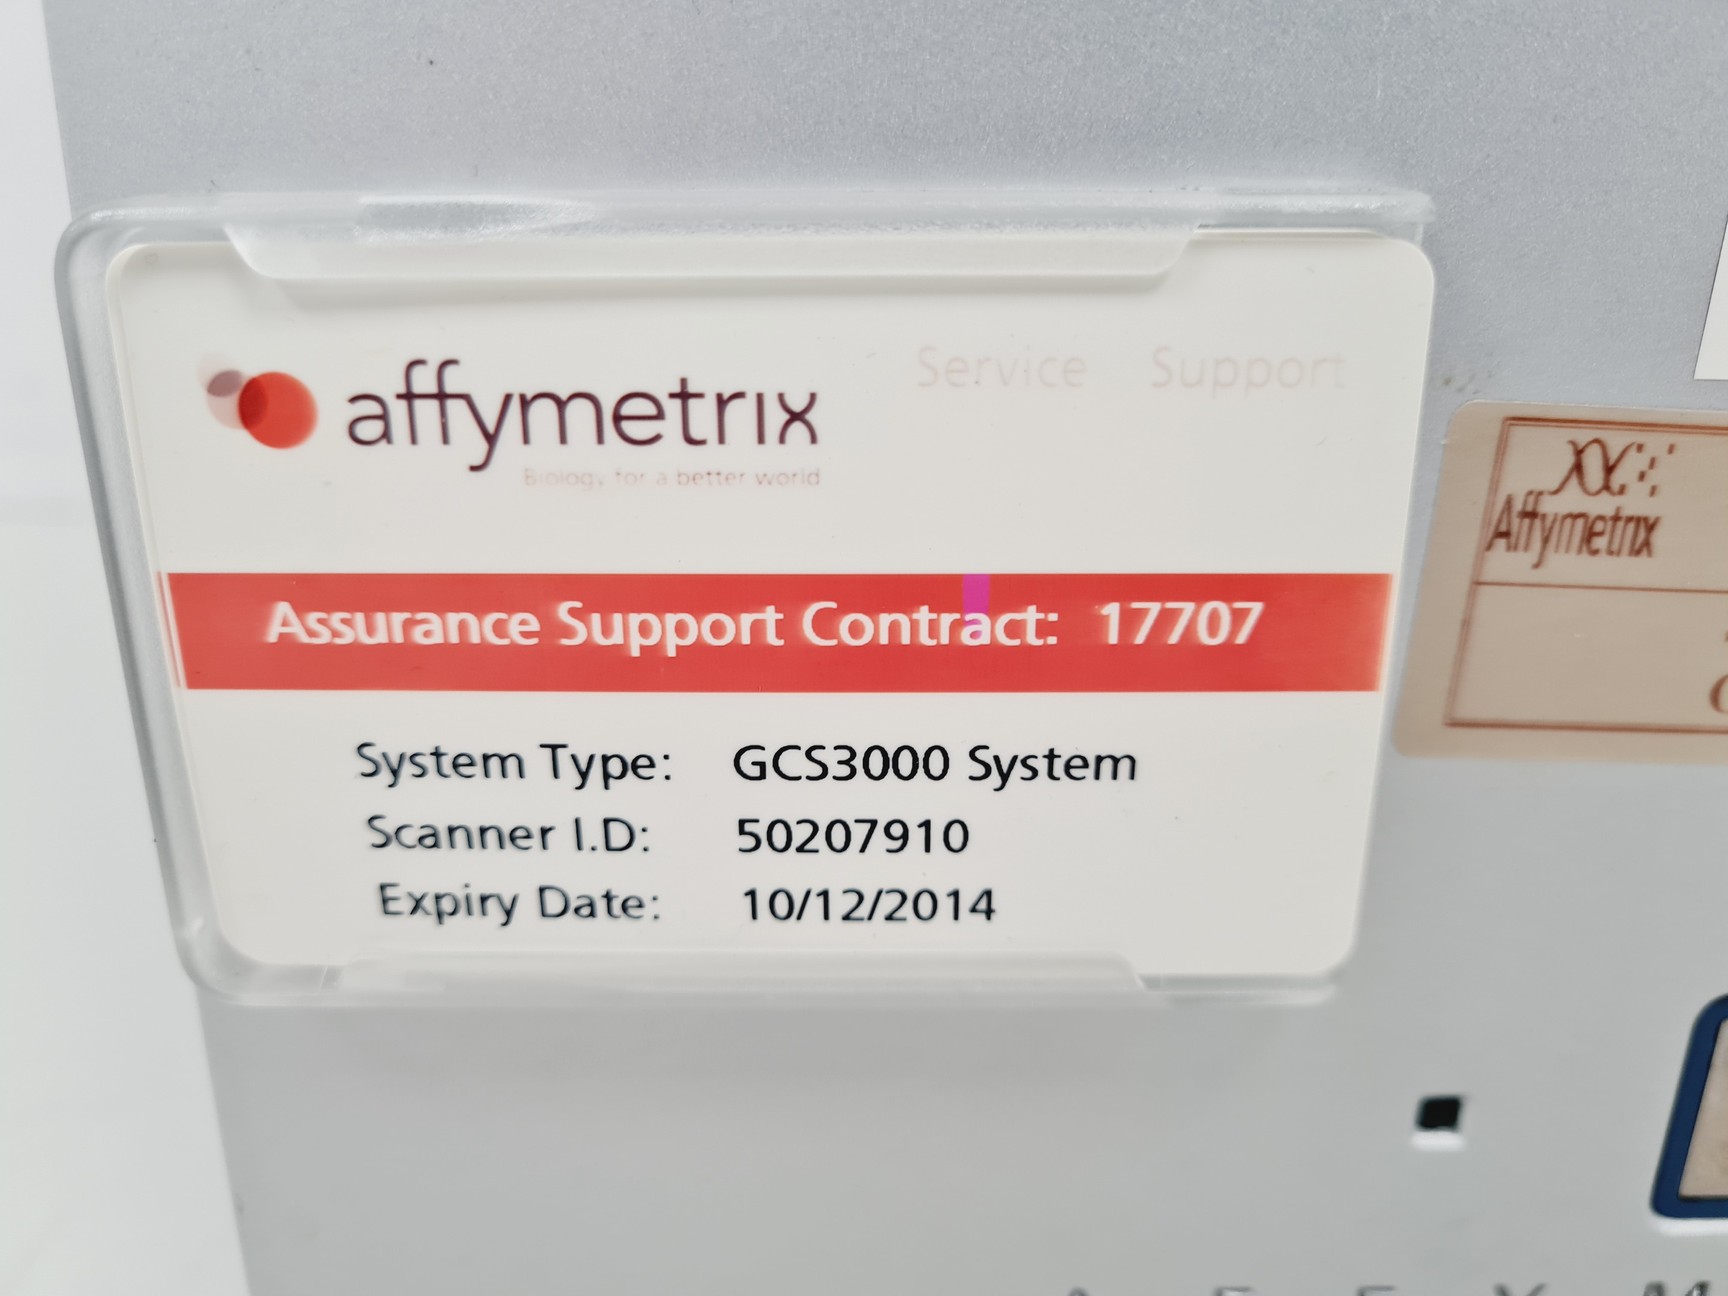 affymetrix
Service Support
Biology for a better world
Assurance Support Contract: 17707
System Type: GCS3000 System
Scanner I.D: 50207910
Expiry Date: 10/12/2014
Affymetrix